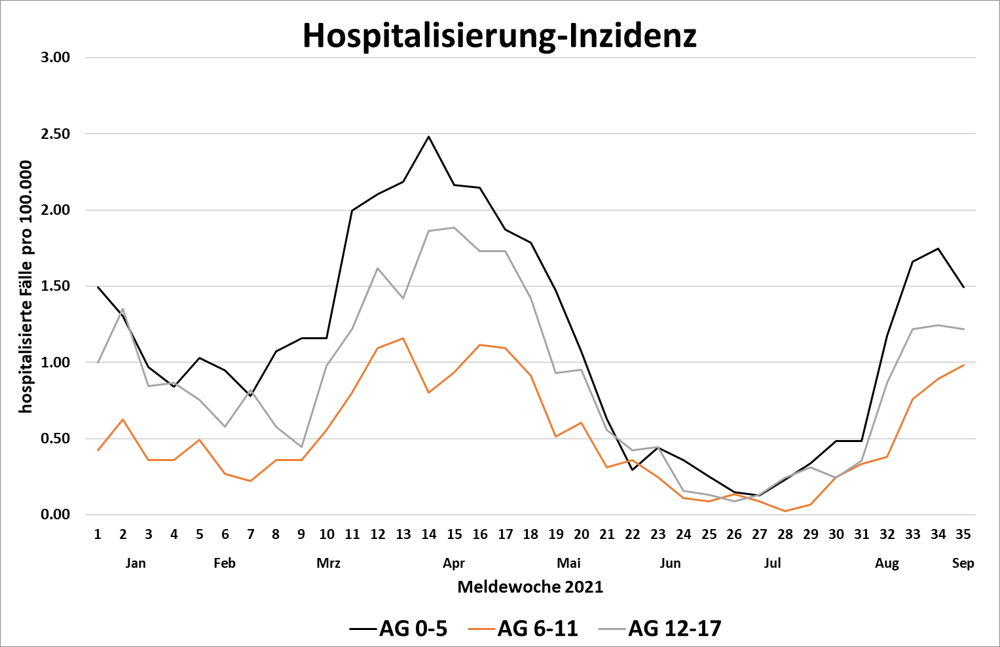 Hospitalisierung-Inzidenz
3.00
2.50
2.00
1.50
1.00
0.50
0.00
hospitalisierte Fälle pro 100.000
1 2 3 4 5 6 7 8 9 10 11 12 13 14 15 16 17 18 19 20 21 22 23 24 25 26 27 28 29 30 31 32 33 34 35
Jan Feb Mrz Apr Mai Jun Jul Aug Sep
Meldewoche 2021
AG 0-5 AG 6-11 AG 12-17